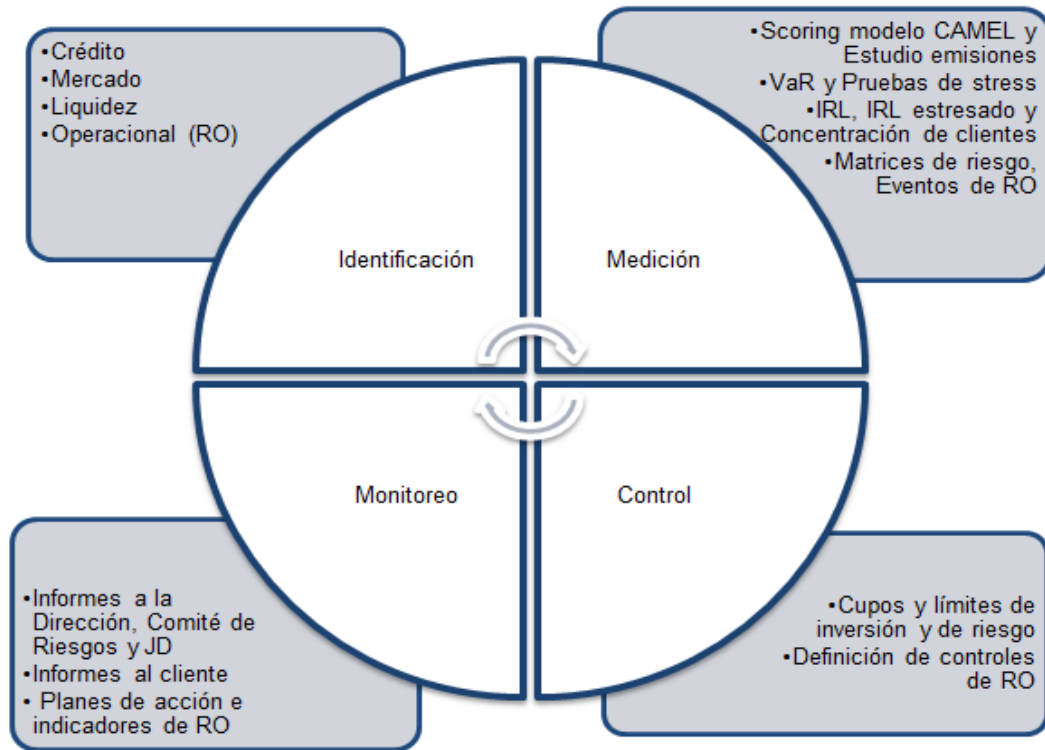 •Crédito
•Mercado
•Liquidez
•Operacional (RO)
•Scoring modelo CAMEL y
Estudio emisiones
•VaR y Pruebas de stress
•IRL, IRL estresado y
Concentración de clientes
•Matrices de riesgo,
Eventos de RO
Identificación
Medición
Monitoreo
Control
•Informes a la
Dirección, Comité de
Riesgos y JD
•Informes al cliente
• Planes de acción e
indicadores de RO
•Cupos y límites de
inversión y de riesgo
•Definición de controles
de RO